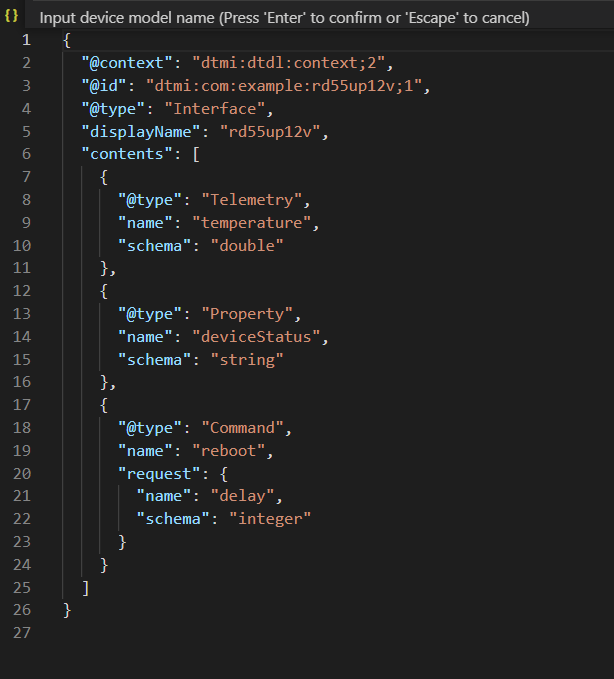 {} Input device model name (Press 'Enter' to confirm or 'Escape' to cancel)
1 {
2   "@context": "dtmi:dtdl:context;2",
3   "@id": "dtmi:com:example:rd55up12v;1",
4   "@type": "Interface",
5   "displayName": "rd55up12v",
6   "contents": [
7     {
8       "@type": "Telemetry",
9       "name": "temperature",
10       "schema": "double"
11     },
12     {
13       "@type": "Property",
14       "name": "deviceStatus",
15       "schema": "string"
16     },
17     {
18       "@type": "Command",
19       "name": "reboot",
20       "request": {
21         "name": "delay",
22         "schema": "integer"
23       }
24     }
25   ]
26 }
27